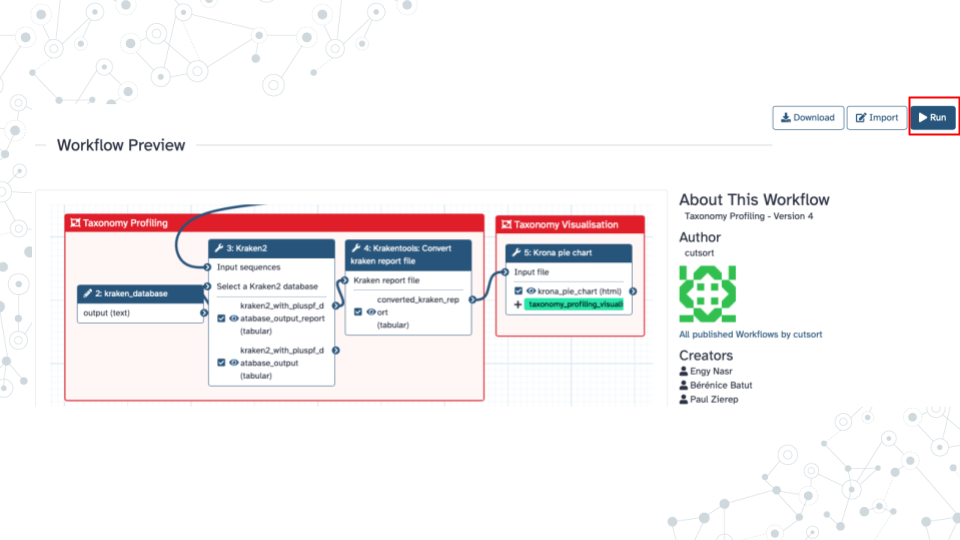 Download
Import
Run
Workflow Preview
About This Workflow
Taxonomy Profiling - Version 4
Author
cutsort
All published Workflows by cutsort
Creators
Engy Nasr
Bérénice Batut
Paul Zierep
Taxonomy Profiling
2: kraken_database
output (text)
3: Kraken2
Input sequences
Select a Kraken2 database
kraken2_with_pluspf_d
atabase_output_report
(tabular)
kraken2_with_pluspf_d
atabase_output
(tabular)
4: Krakentools: Convert
kraken report file
Kraken report file
converted_kraken_rep
ort
(tabular)
Taxonomy Visualisation
5: Krona pie chart
Input file
krona_pie_chart (html)
taxonomy_profiling_visuali